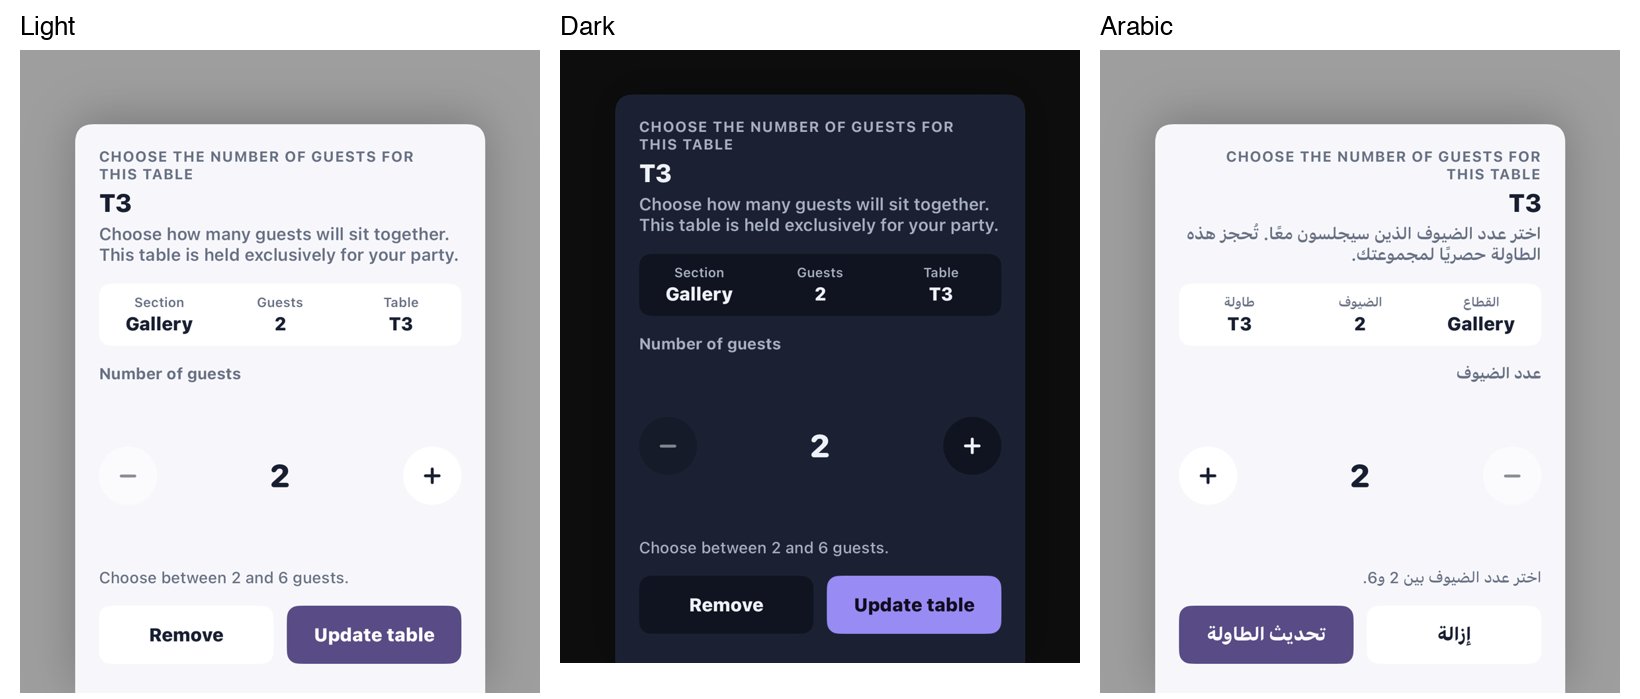 Light
CHOOSE THE NUMBER OF GUESTS FOR
THIS TABLE
T3
Choose how many guests will sit together.
This table is held exclusively for your party.
Section Guests Table
Gallery 2 T3
Number of guests
− 2 +
Choose between 2 and 6 guests.
Remove Update table
Dark
CHOOSE THE NUMBER OF GUESTS FOR
THIS TABLE
T3
Choose how many guests will sit together.
This table is held exclusively for your party.
Section Guests Table
Gallery 2 T3
Number of guests
− 2 +
Choose between 2 and 6 guests.
Remove Update table
Arabic
CHOOSE THE NUMBER OF GUESTS FOR
THIS TABLE
T3
اختر عدد الضيوف الذين سيجلسون معًا. تُحجز هذه
الطاولة حصريًا لمجموعتك.
القطاع الضيوف طاولة
Gallery 2 T3
عدد الضيوف
− 2 +
اختر عدد الضيوف بين 2 و6.
إزالة تحديث الطاولة